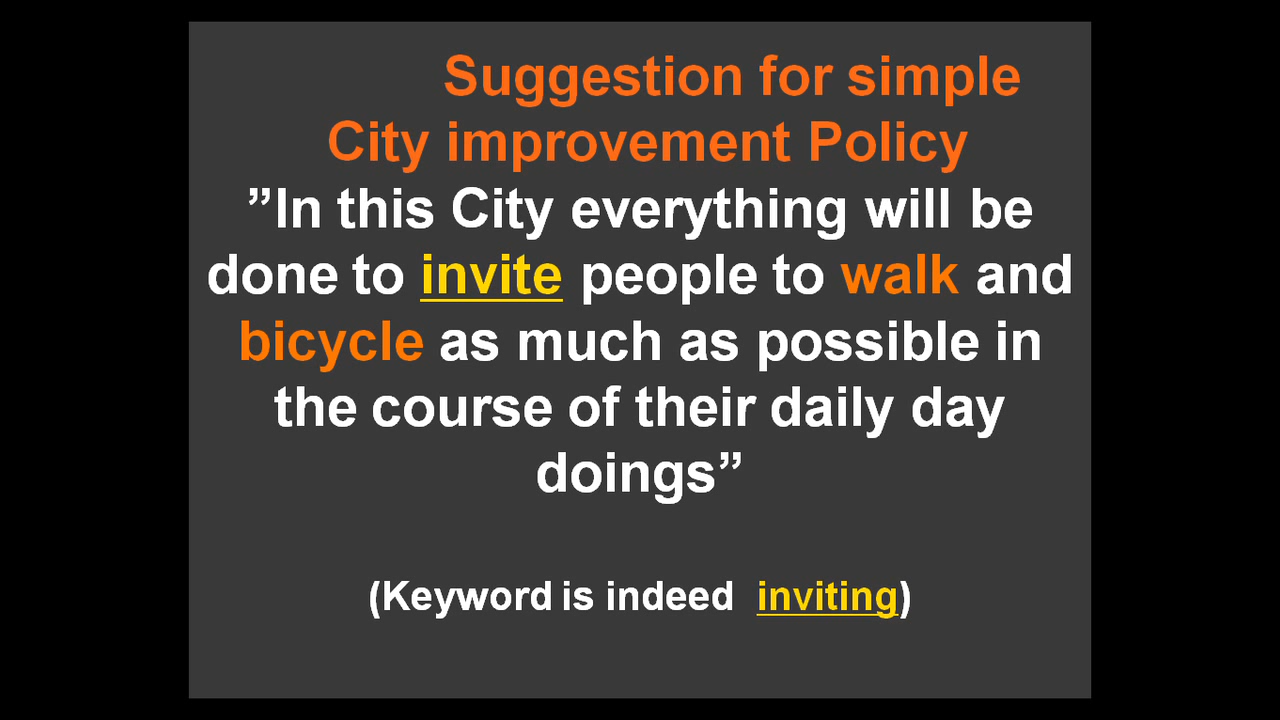 Suggestion for simple
City improvement Policy
”In this City everything will be
done to invite people to walk and
bicycle as much as possible in
the course of their daily day
doings”
(Keyword is indeed inviting)